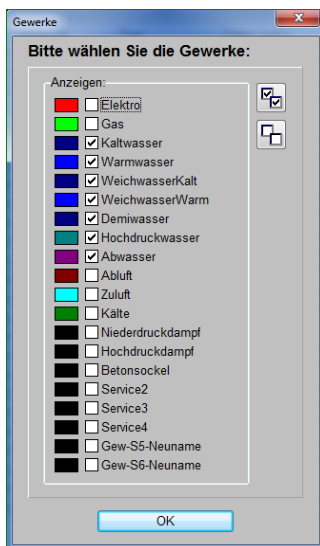 Gewerke
Bitte wählen Sie die Gewerke:
Anzeigen:
Elektro
Gas
Kaltwasser
Warmwasser
WeichwasserKalt
WeichwasserWarm
Demiwasser
Hochdruckwasser
Abwasser
Abluft
Zuluft
Kälte
Niederdruckdampf
Hochdruckdampf
Betonsockel
Service2
Service3
Service4
Gew-S5-Neuname
Gew-S6-Neuname
OK